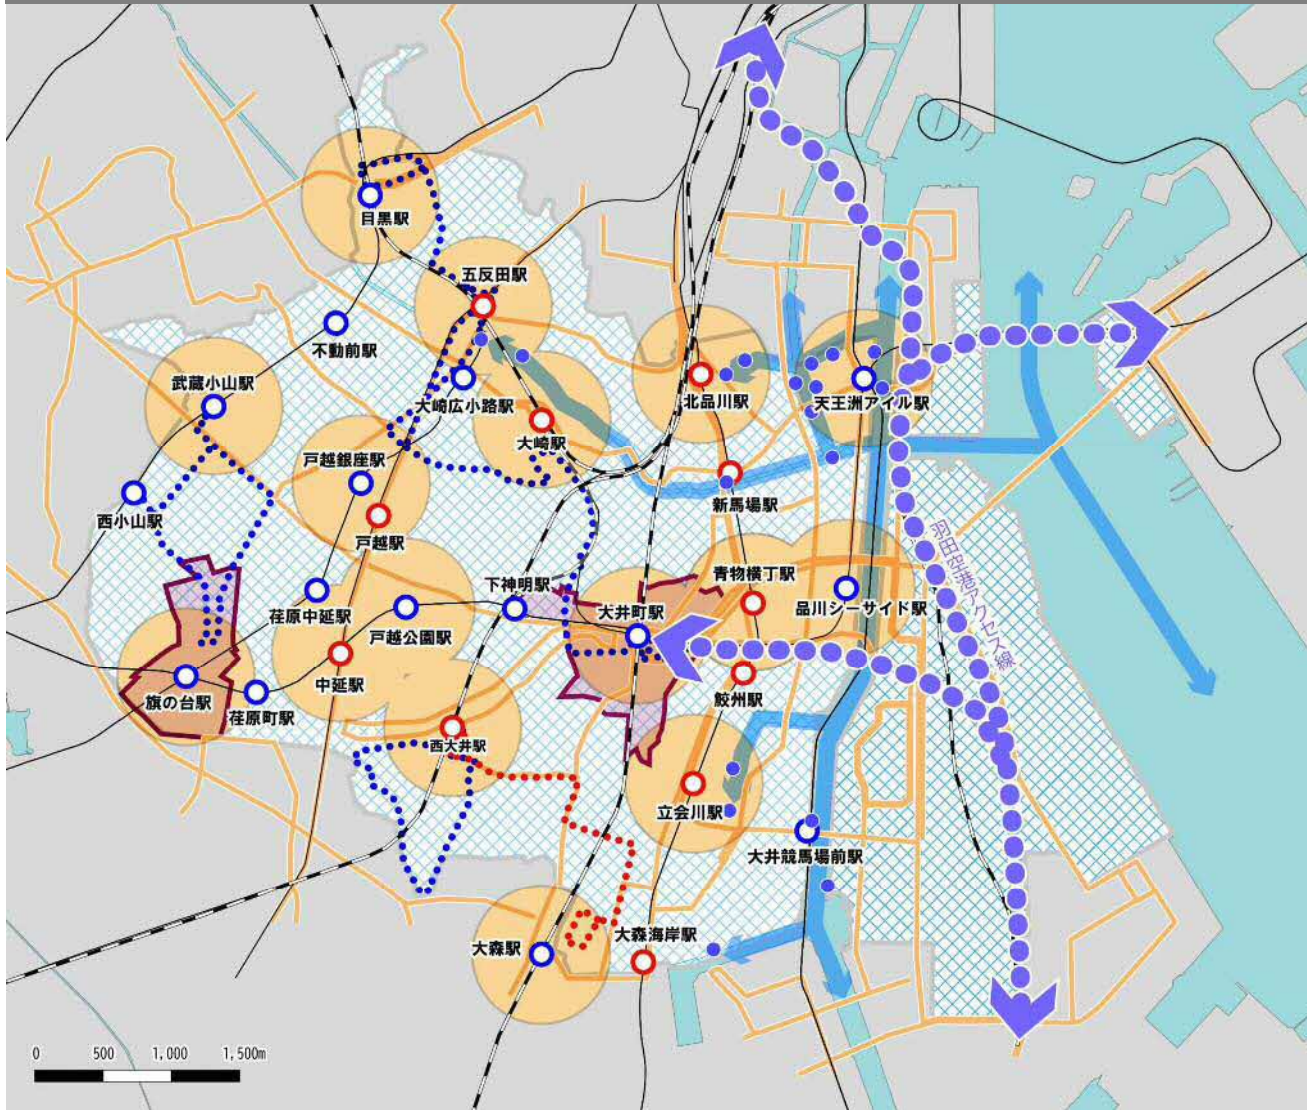 目黒駅
五反田駅
不動前駅
武蔵小山駅
大崎広小路駅
北品川駅
天王洲アイル駅
大崎駅
戸越銀座駅
新馬場駅
西小山駅
戸越駅
羽田空港アクセス線
下神明駅
青物横丁駅
荏原中延駅
大井町駅
品川シーサイド駅
戸越公園駅
中延駅
旗の台駅
鮫州駅
荏原町駅
西大井駅
立会川駅
大井競馬場前駅
大森駅
大森海岸駅
0 500 1,000 1,500m